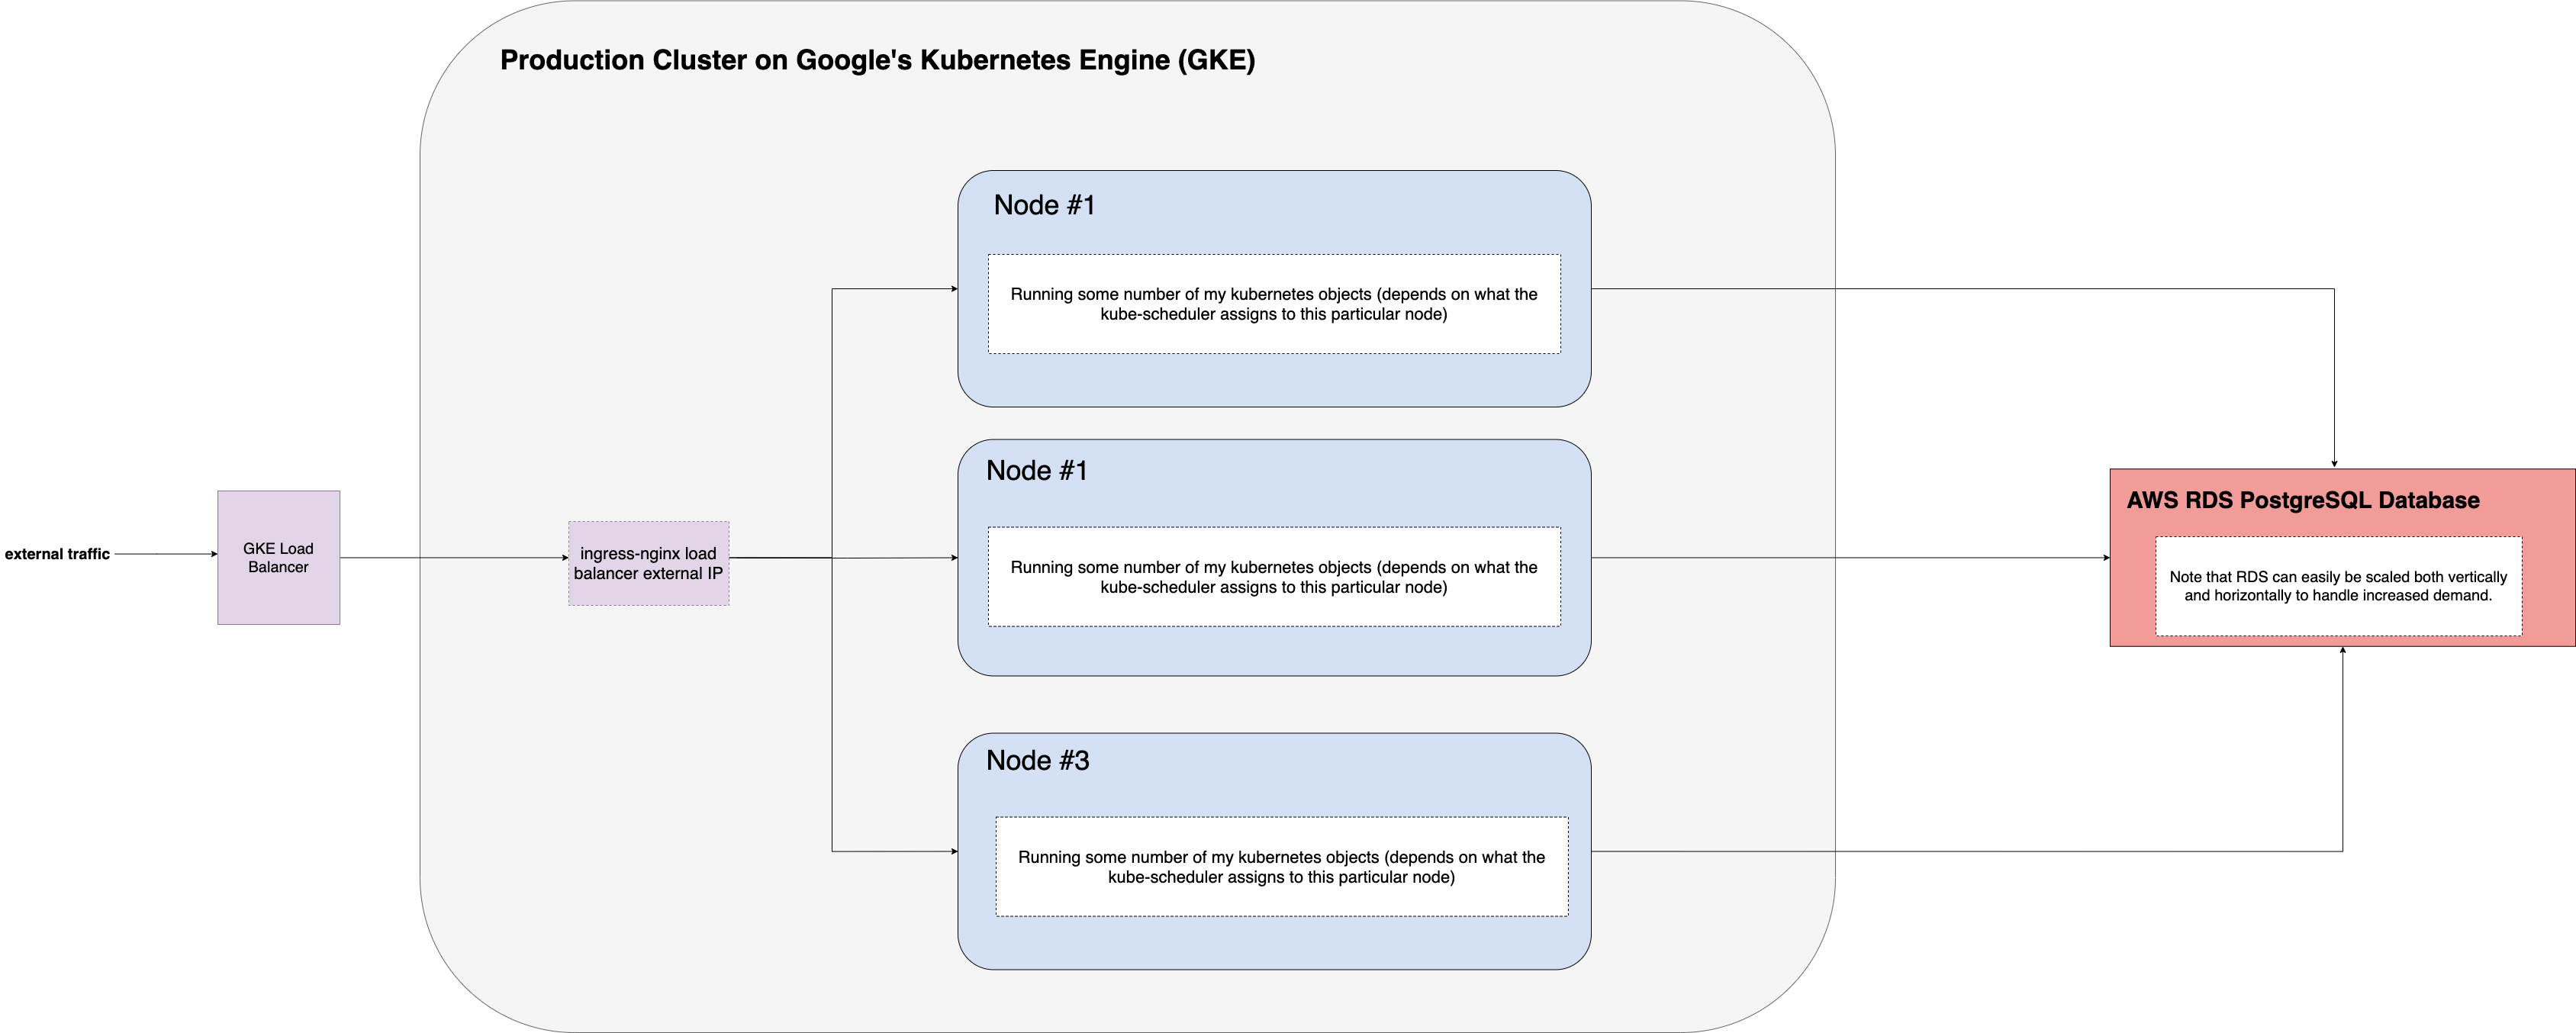 Production Cluster on Google's Kubernetes Engine (GKE)
Node #1
Running some number of my kubernetes objects (depends on what the
kube-scheduler assigns to this particular node)
external traffic
GKE Load
Balancer
ingress-nginx load
balancer external IP
Node #1
Running some number of my kubernetes objects (depends on what the
kube-scheduler assigns to this particular node)
AWS RDS PostgreSQL Database
Note that RDS can easily be scaled both vertically
and horizontally to handle increased demand.
Node #3
Running some number of my kubernetes objects (depends on what the
kube-scheduler assigns to this particular node)